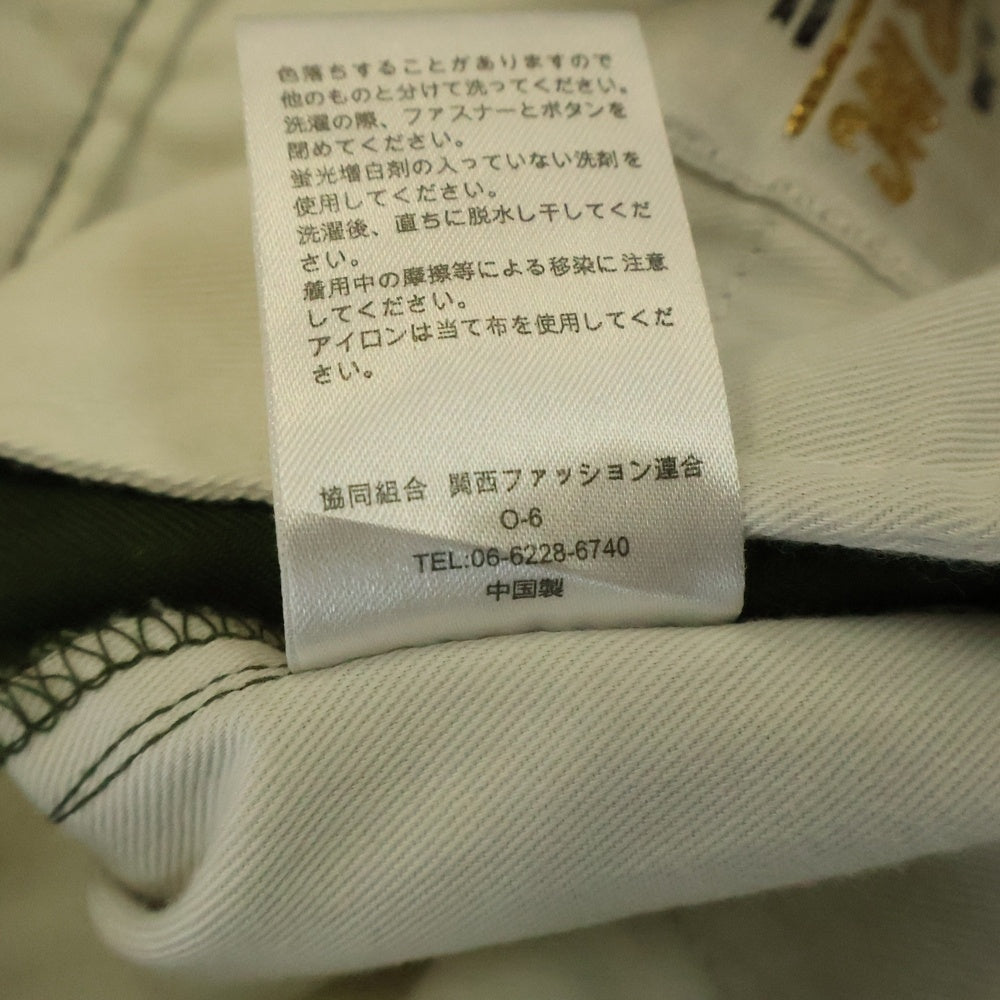 色落ちすることがありますので
他のものと分けて洗ってください。
洗濯の際、ファスナーとボタンを
閉めてください。
蛍光増白剤の入っていない洗剤を
使用してください。
洗濯後、直ちに脱水し干してくだ
さい。
着用中の摩擦等による移染に注意
してください。
アイロンは当て布を使用してくだ
さい。
協同組合 関西ファッション連合
O-6
TEL:06-6228-6740
中国製